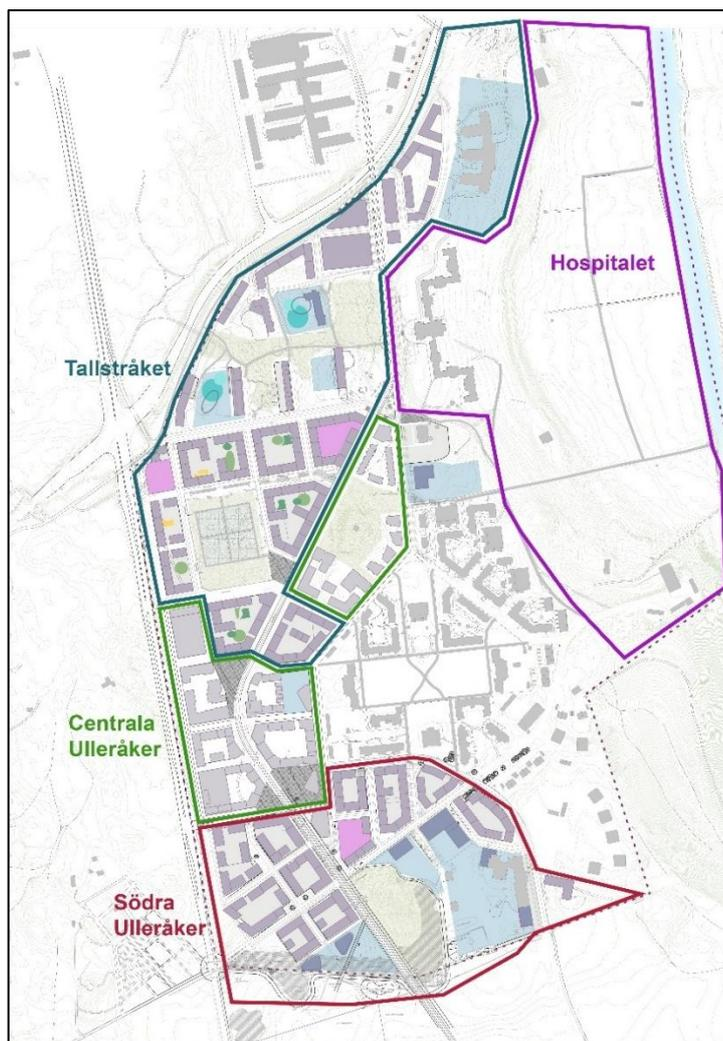 Hospitalet
Tallstråket
Centrala
Ulleråker
Södra
Ulleråker